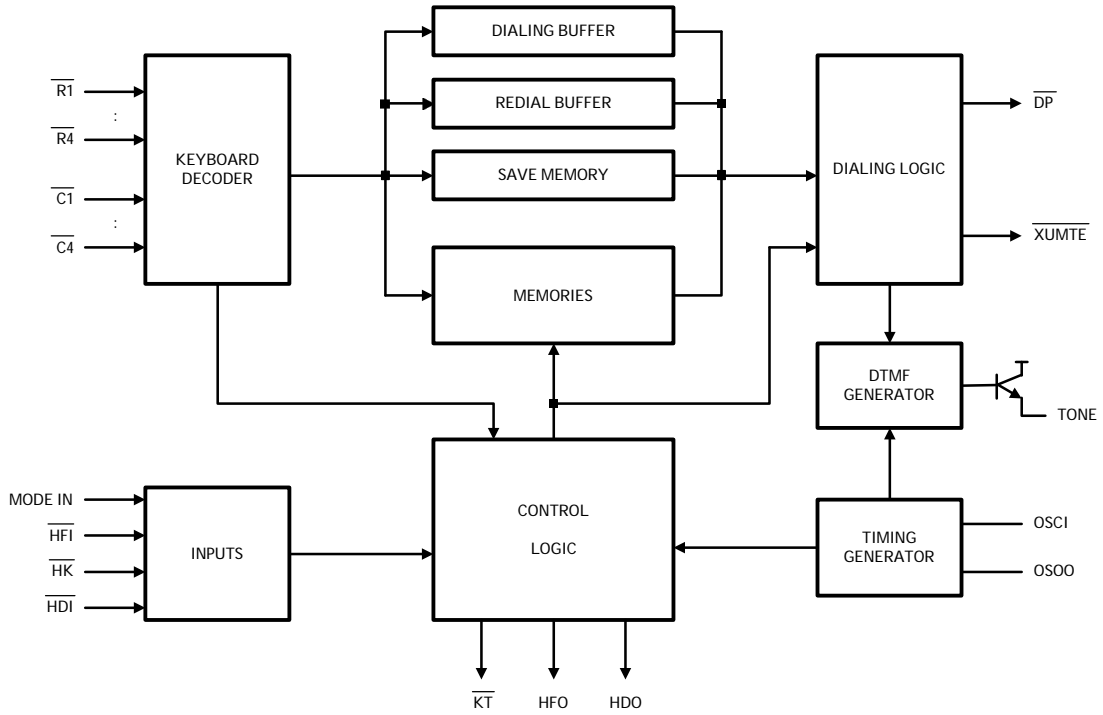 DIALING BUFFER
REDIAL BUFFER
SAVE MEMORY
MEMORIES
R1
:
R4
C1
:
C4
KEYBOARD
DECODER
DIALING LOGIC
DP
XUMTE
DTMF
GENERATOR
TONE
MODE IN
HFI
HK
HDI
INPUTS
CONTROL
LOGIC
TIMING
GENERATOR
OSCI
OSOO
KT
HFO
HDO